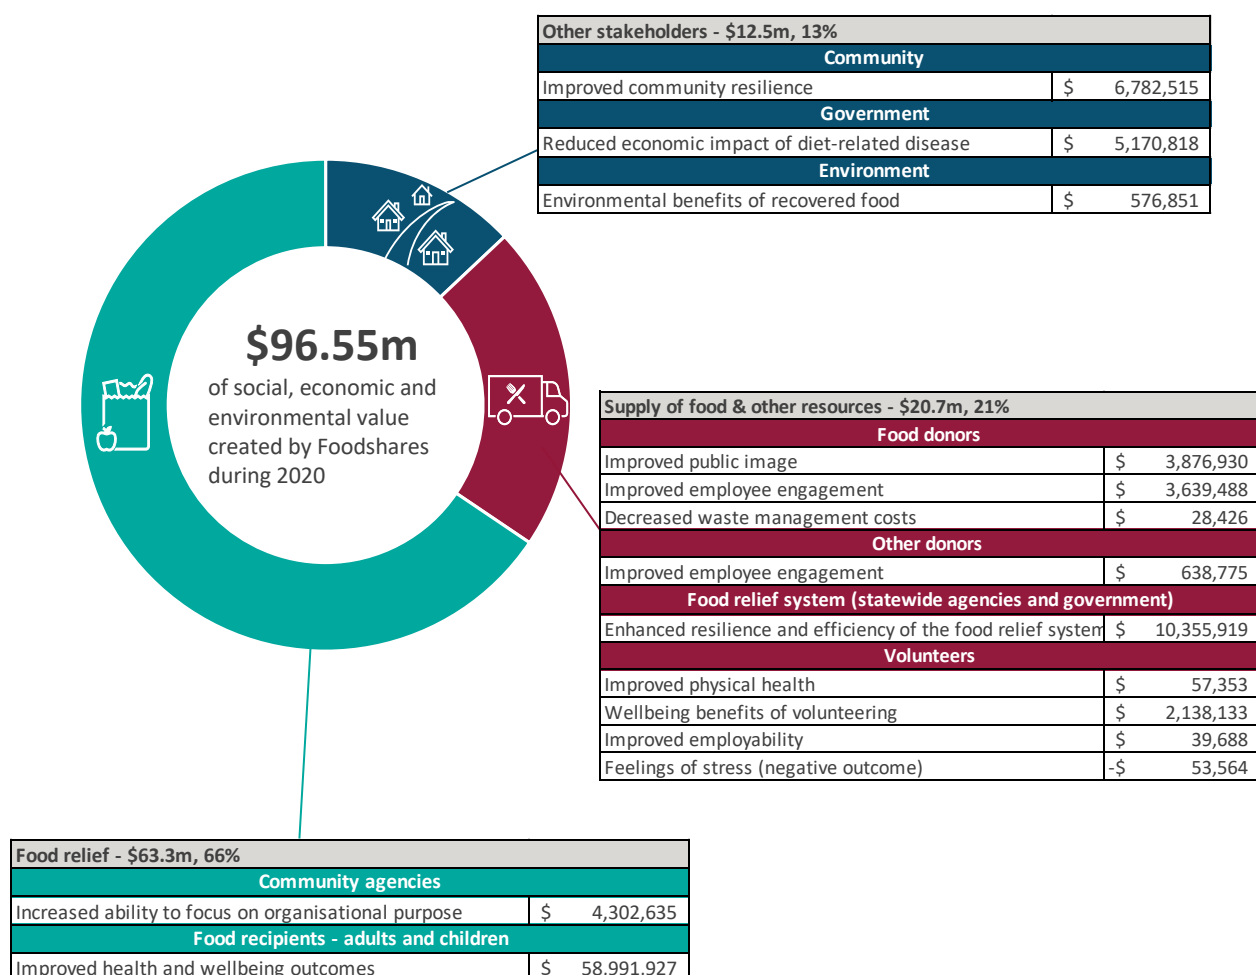 Other stakeholders - $12.5m, 13%
Community
Improved community resilience $ 6,782,515
Government
Reduced economic impact of diet-related disease $ 5,170,818
Environment
Environmental benefits of recovered food $ 576,851
$96.55m
of social, economic and
environmental value
created by Foodshares
during 2020
Supply of food & other resources - $20.7m, 21%
Food donors
Improved public image $ 3,876,930
Improved employee engagement $ 3,639,488
Decreased waste management costs $ 28,426
Other donors
Improved employee engagement $ 638,775
Food relief system (statewide agencies and government)
Enhanced resilience and efficiency of the food relief system $ 10,355,919
Volunteers
Improved physical health $ 57,353
Wellbeing benefits of volunteering $ 2,138,133
Improved employability $ 39,688
Feelings of stress (negative outcome) -$ 53,564
Food relief - $63.3m, 66%
Community agencies
Increased ability to focus on organisational purpose $ 4,302,635
Food recipients - adults and children
Improved health and wellbeing outcomes $ 58,991,927